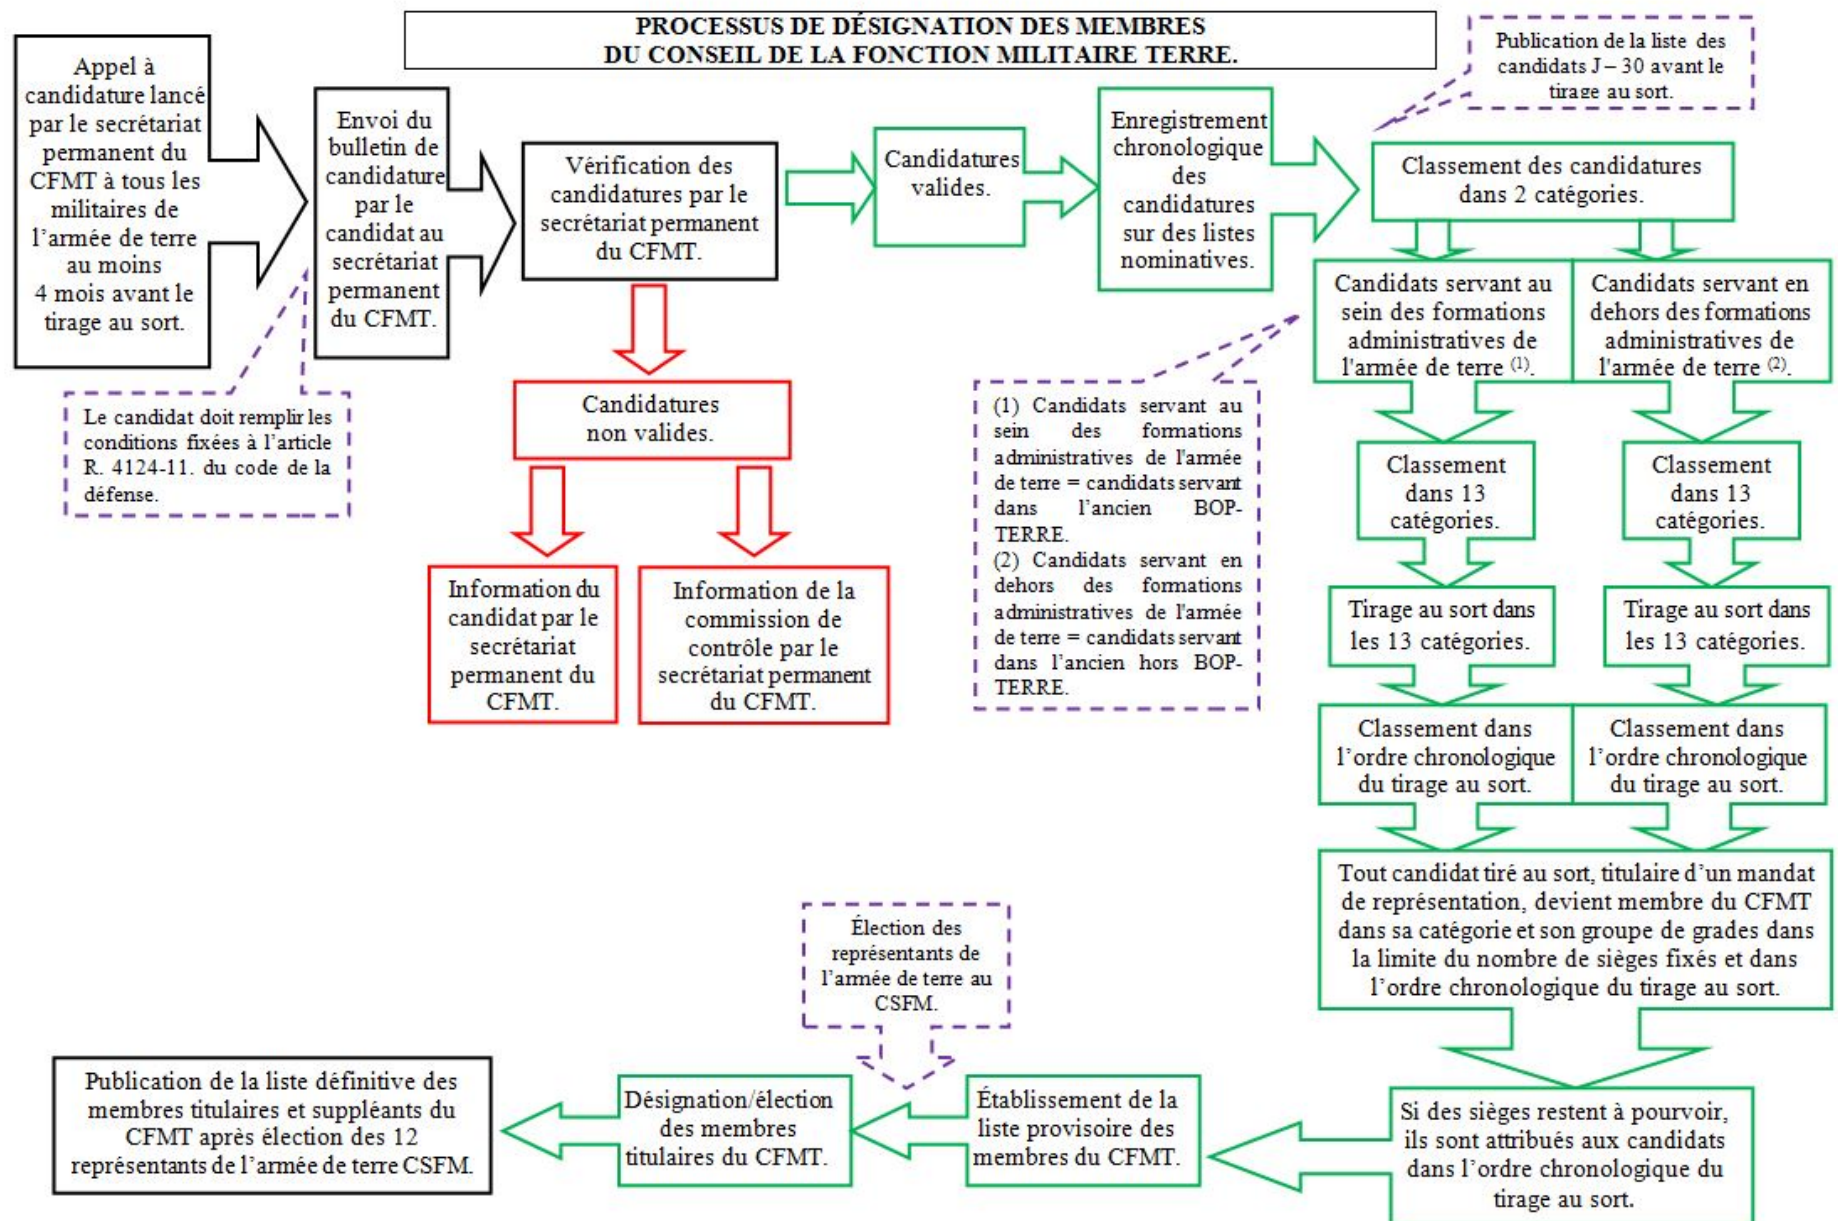 PROCESSUS DE DÉSIGNATION DES MEMBRES
DU CONSEIL DE LA FONCTION MILITAIRE TERRE.
Appel à
candidature lancé
par le secrétariat
permanent du
CFMT à tous les
militaires de
l’armée de terre
au moins
4 mois avant le
tirage au sort.
Le candidat doit remplir les
conditions fixées à l’article
R. 4124-11. du code de la
défense.
Envoi du
bulletin de
candidature
par le
candidat au
secrétariat
permanent
du CFMT.
Vérification des
candidatures par le
secrétariat permanent
du CFMT.
Candidatures
non valides.
Information du
candidat par le
secrétariat
permanent du
CFMT.
Information de la
commission de
contrôle par le
secrétariat permanent
du CFMT.
Candidatures
valides.
Enregistrement
chronologique
des
candidatures
sur des listes
nominatives.
Publication de la liste des
candidats J – 30 avant le
tirage au sort.
Classement des candidatures
dans 2 catégories.
Candidats servant au
sein des formations
administratives de
l'armée de terre (1).
Candidats servant en
dehors des formations
administratives de
l'armée de terre (2).
(1) Candidats servant au
sein des formations
administratives de l'armée
de terre = candidats servant
dans l’ancien BOP-
TERRE.
(2) Candidats servant en
dehors des formations
administratives de l'armée
de terre = candidats servant
dans l’ancien hors BOP-
TERRE.
Classement
dans 13
catégories.
Classement
dans 13
catégories.
Tirage au sort dans
les 13 catégories.
Tirage au sort dans
les 13 catégories.
Classement dans
l’ordre chronologique
du tirage au sort.
Classement dans
l’ordre chronologique
du tirage au sort.
Tout candidat tiré au sort, titulaire d’un mandat
de représentation, devient membre du CFMT
dans sa catégorie et son groupe de grades dans
la limite du nombre de sièges fixés et dans
l’ordre chronologique du tirage au sort.
Si des sièges restent à pourvoir,
ils sont attribués aux candidats
dans l’ordre chronologique du
tirage au sort.
Établissement de la
liste provisoire des
membres du CFMT.
Élection des
représentants de
l’armée de terre au
CSFM.
Désignation/élection
des membres
titulaires du CFMT.
Publication de la liste définitive des
membres titulaires et suppléants du
CFMT après élection des 12
représentants de l’armée de terre CSFM.